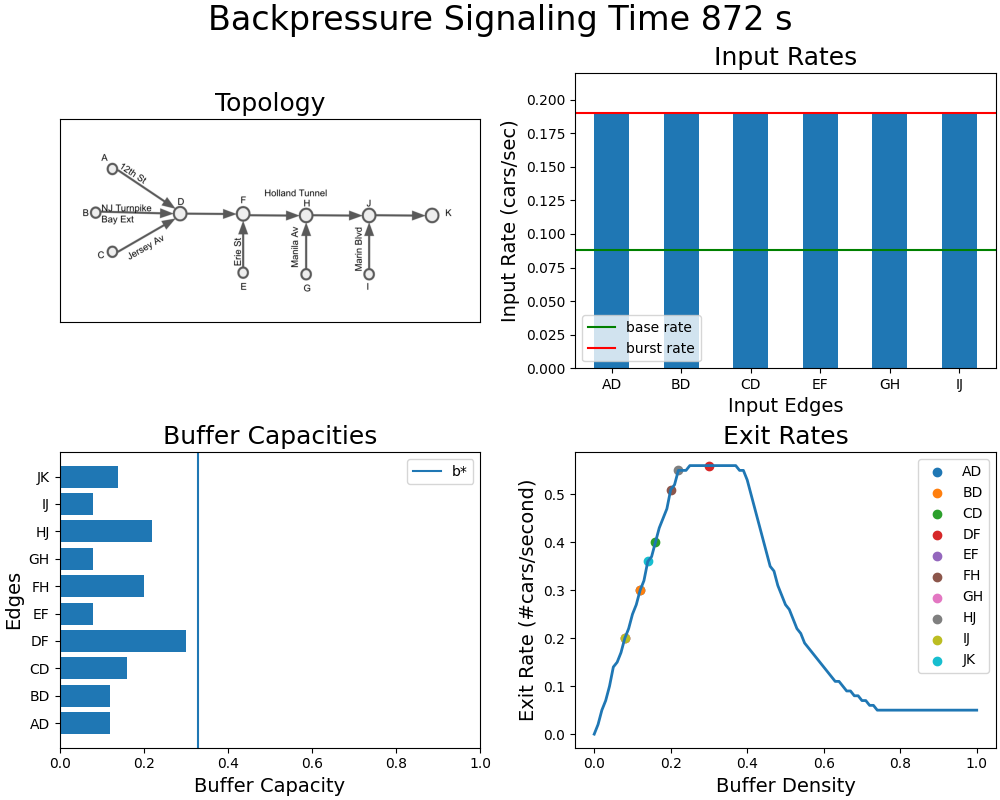 Backpressure Signaling Time 872 s
Topology
A
12th St
B
NJ Turnpike
Bay Ext
C
Jersey Av
D
F
Holland Tunnel
H
J
K
Erie St
Manila Av
Marin Blvd
E
G
I
Input Rates
Input Rate (cars/sec)
0.200
0.175
0.150
0.125
0.100
0.075
0.050
0.025
0.000
base rate
burst rate
AD BD CD EF GH IJ
Input Edges
Buffer Capacities
Edges
JK
IJ
HJ
GH
FH
EF
DF
CD
BD
AD
b*
0.0 0.2 0.4 0.6 0.8 1.0
Buffer Capacity
Exit Rates
Exit Rate (#cars/second)
0.5
0.4
0.3
0.2
0.1
0.0
AD
BD
CD
DF
EF
FH
GH
HJ
IJ
JK
0.0 0.2 0.4 0.6 0.8 1.0
Buffer Density